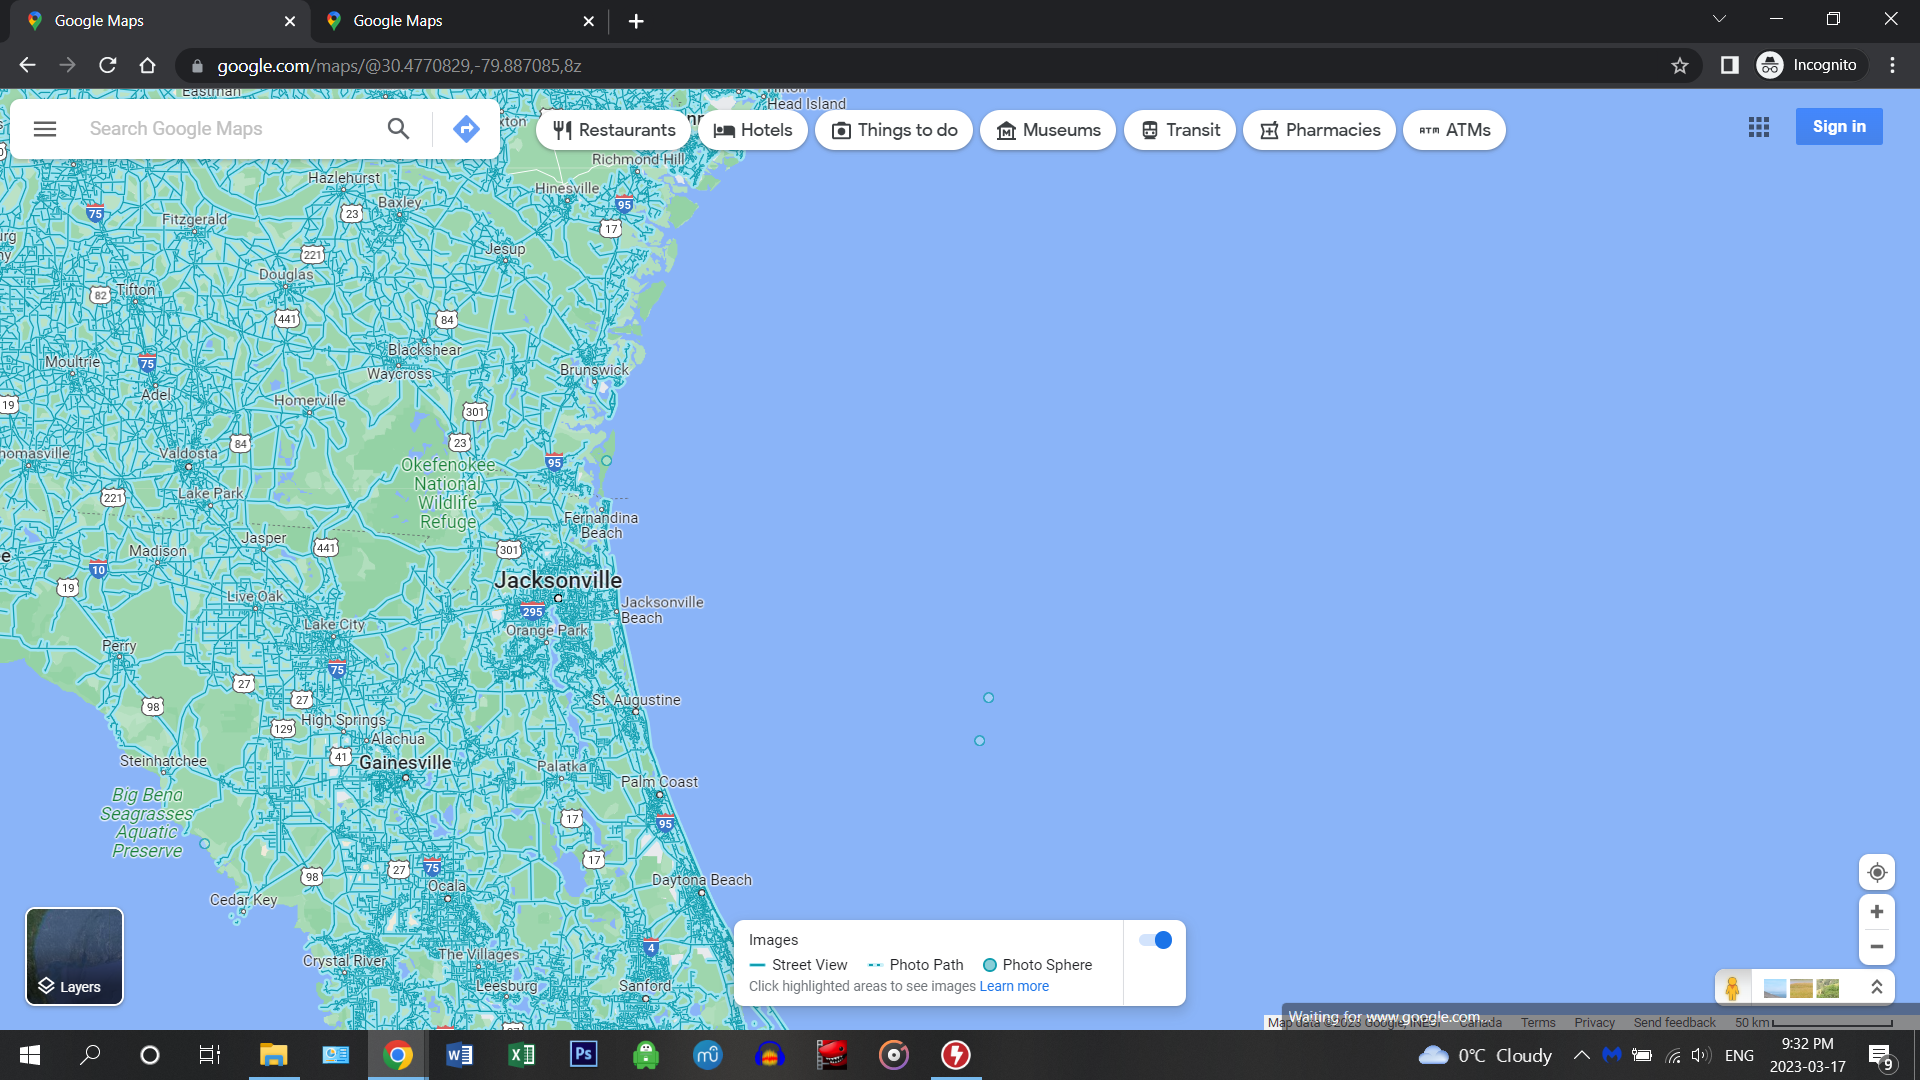 Google Maps
Google Maps
google.com/maps/@30.4770829,-79.887085,8z
Incognito
Eastman
Head Island
Search Google Maps
Restaurants
Hotels
Things to do
Museums
Transit
Pharmacies
ATMs
Sign in
Richmond Hill
Hazlehurst
Hinesville
Baxley
95
75
23
Fitzgerald
17
Jesup
221
Douglas
82
Tifton
441
84
Blackshear
Moultrie
75
Waycross
Brunswick
Adel
Homerville
19
301
84
23
Valdosta
95
Okefenokee
National
Wildlife
Refuge
Lake Park
221
Fernandina
Beach
Jasper
441
Madison
301
10
Jacksonville
19
Live Oak
295
Jacksonville
Beach
Lake City
Orange Park
Perry
75
27
27
St. Augustine
98
High Springs
129
Alachua
41
Gainesville
Steinhatchee
Palatka
Palm Coast
Big Bend
Seagrasses
Aquatic
Preserve
17
95
17
27
75
98
Ocala
Daytona Beach
Cedar Key
4
The Villages
Crystal River
Leesburg
Sanford
Layers
Images
Street View
Photo Path
Photo Sphere
Click highlighted areas to see images Learn more
Waiting for www.google.com...
Map data ©2023 Google, INEGI
Canada
Terms
Privacy
Send feedback
50 km
0°C Cloudy
ENG
9:32 PM
2023-03-17
9